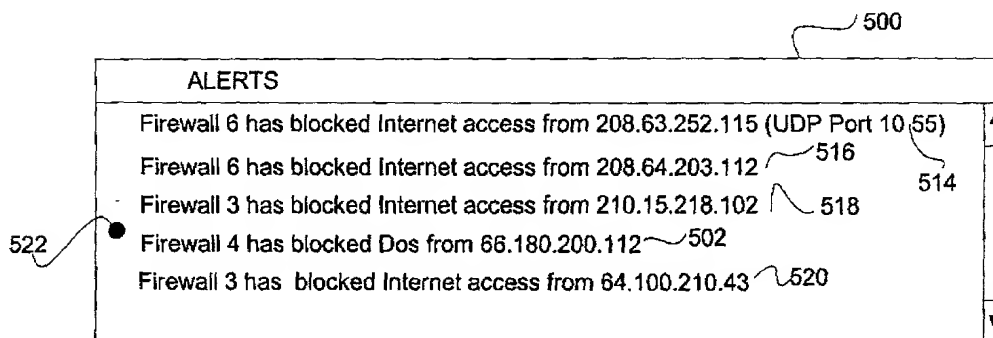 500
ALERTS
Firewall 6 has blocked Internet access from 208.63.252.115 (UDP Port 10 55)
Firewall 6 has blocked Internet access from 208.64.203.112 516
514
Firewall 3 has blocked Internet access from 210.15.218.102 518
522
Firewall 4 has blocked Dos from 66.180.200.112 502
Firewall 3 has blocked Internet access from 64.100.210.43 520